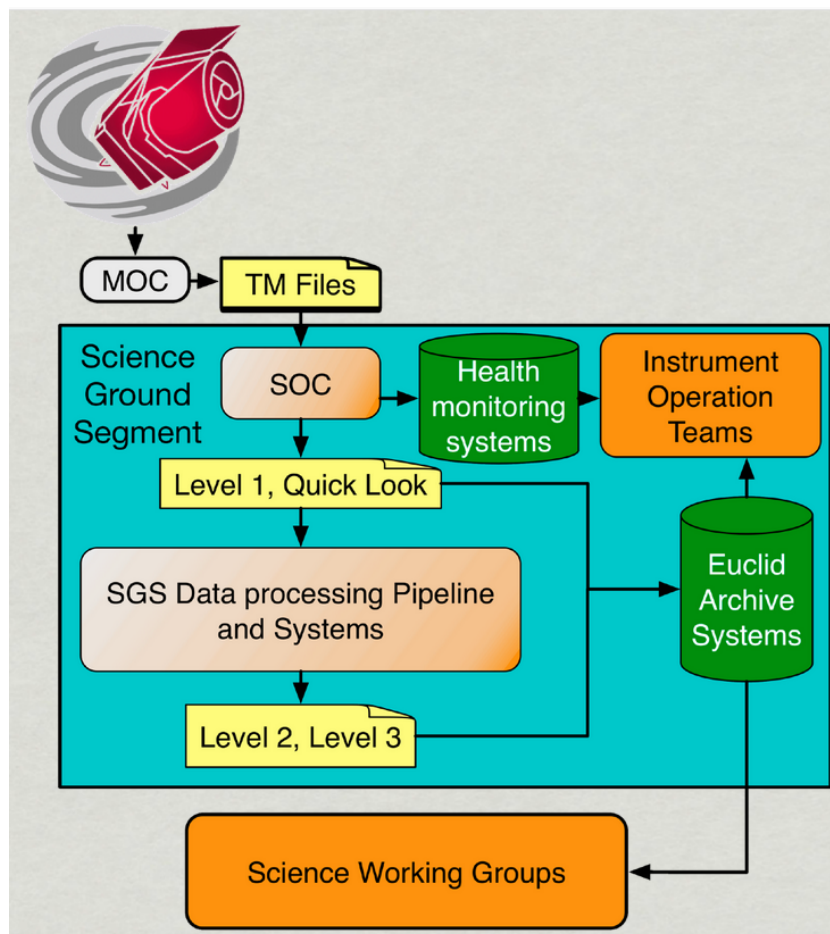 MOC
TM Files
Science
Ground
Segment
SOC
Health
monitoring
systems
Instrument
Operation
Teams
Level 1, Quick Look
SGS Data processing Pipeline
and Systems
Euclid
Archive
Systems
Level 2, Level 3
Science Working Groups